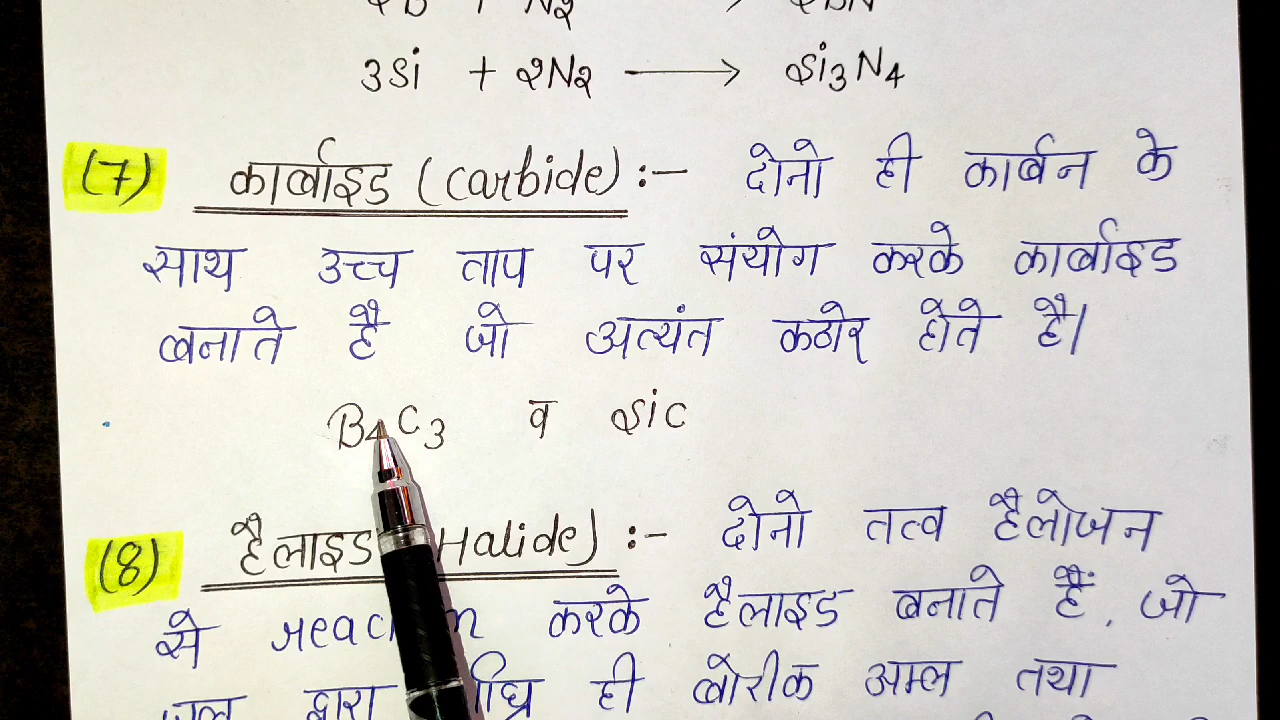 3Si + 2N2 ⟶ Si3N4
(7) कार्बाइड (carbide) :- दोनो ही कार्बन के
साथ उच्च ताप पर संयोग करके कार्बाइड
बनाते है जो अत्यंत कठोर होते है।
B4C3 व SiC
(8) हैलाइड Halide) :- दोनो तत्व हैलोजन
से करके हैलाइड बनाते हैं, जो
जल द्वारा ही बोरीक अम्ल तथा